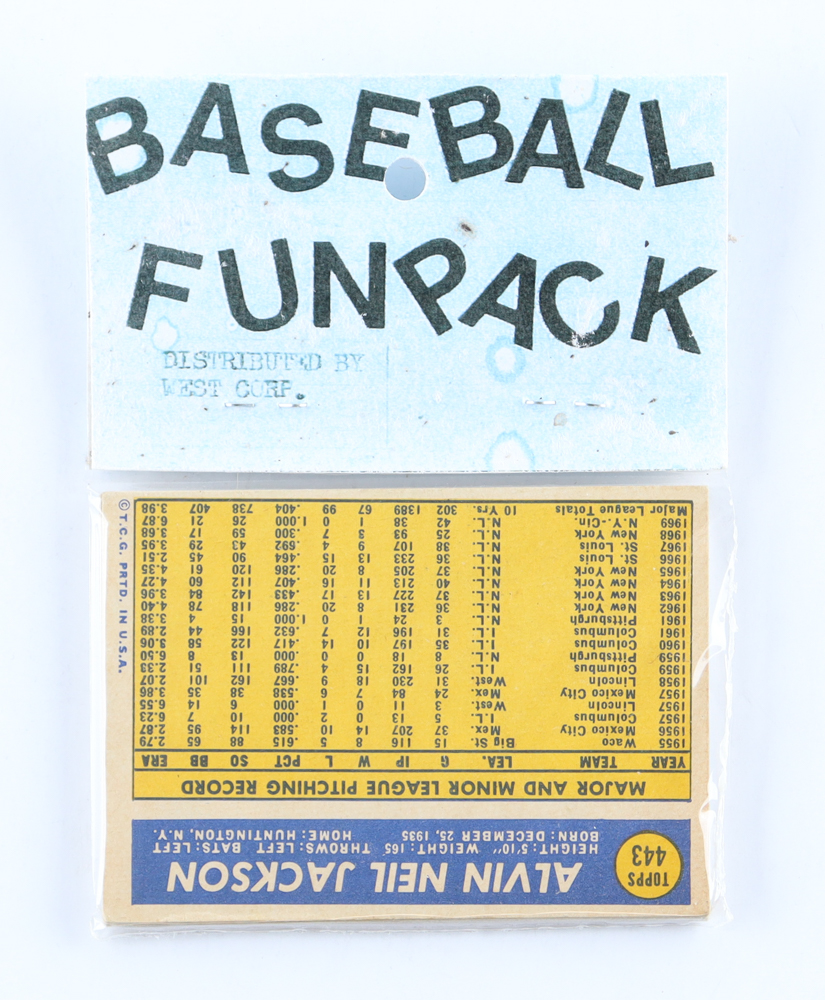 BASEBALL
FUNPACK
DISTRIBUTED BY
WEST CORP.
TOPPS
443
ALVIN NEIL JACKSON
HEIGHT: 5'10" WEIGHT: 165 THROWS: LEFT BATS: LEFT
BORN: DECEMBER 25, 1935 HOME: HUNTINGTON, N.Y.
MAJOR AND MINOR LEAGUE PITCHING RECORD
YEAR TEAM LEA. G IP W L PCT SO BB ERA
1955 Waco Big St. 15 116 8 5 .615 88 65 2.79
1956 Mexico City Mex. 37 207 14 10 .583 114 95 2.87
1957 Columbus I.L. 5 13 0 2 .000 10 7 6.23
1957 Lincoln West. 3 11 0 1 .000 6 14 6.55
1957 Mexico City Mex. 24 84 7 6 .538 38 35 3.86
1958 Lincoln West. 31 230 18 9 .667 162 101 2.07
1959 Columbus I.L. 26 162 15 4 .789 111 51 2.33
1959 Pittsburgh N.L. 8 18 0 0 .000 13 8 6.50
1960 Columbus I.L. 35 197 10 14 .417 122 58 3.06
1961 Columbus I.L. 31 196 12 7 .632 166 44 2.89
1961 Pittsburgh N.L. 3 24 1 0 1.000 15 4 3.38
1962 New York N.L. 36 231 8 20 .286 118 78 4.40
1963 New York N.L. 37 227 13 17 .433 142 84 3.96
1964 New York N.L. 40 213 11 16 .407 112 60 4.27
1965 New York N.L. 37 205 8 20 .286 120 61 4.35
1966 St. Louis N.L. 36 233 13 15 .464 90 45 2.51
1967 St. Louis N.L. 38 107 9 4 .692 43 29 3.95
1968 New York N.L. 25 93 3 7 .300 59 17 3.68
1969 N.Y.-Cin. N.L. 42 38 1 0 1.000 26 21 6.87
Major League Totals 10 Yrs. 302 1389 67 99 .404 738 407 3.98
© T.C.G. PRTD. IN U.S.A.